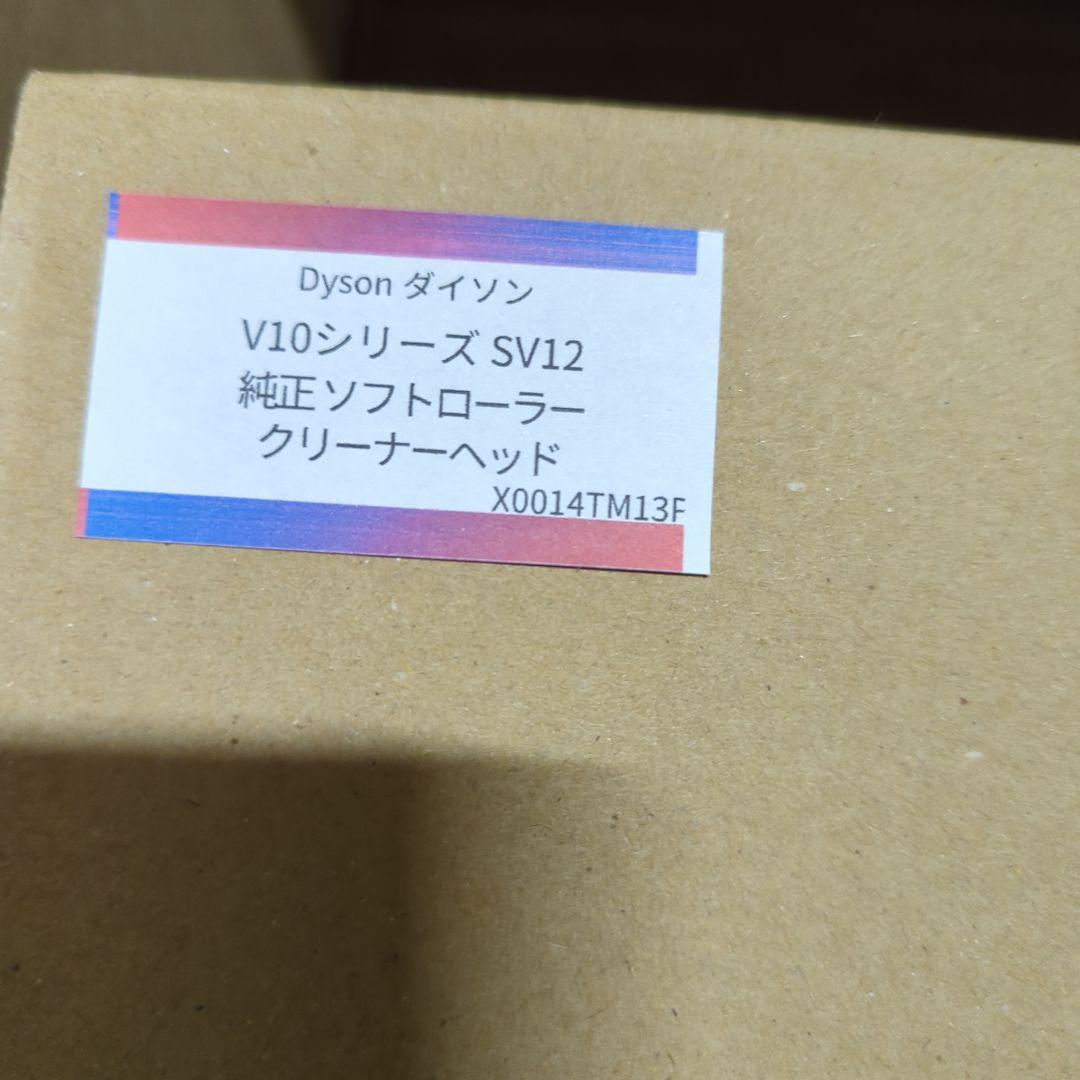 Dyson ダイソン
V10シリーズ SV12
純正ソフトローラー
クリーナーヘッド
X0014TM13F